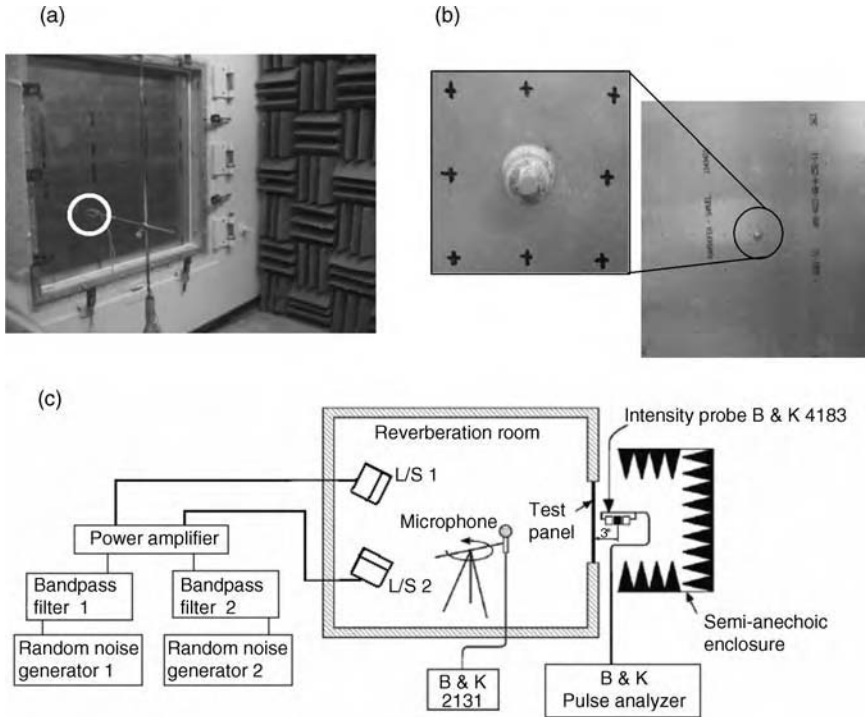 (a)
(b)
(c)
Reverberation room
Intensity probe B & K 4183
L/S 1
Test
panel
Microphone
3"
Power amplifier
L/S 2
Bandpass
filter 1
Bandpass
filter 2
Random noise
generator 1
Random noise
generator 2
Semi-anechoic
enclosure
B & K
2131
B & K
Pulse analyzer